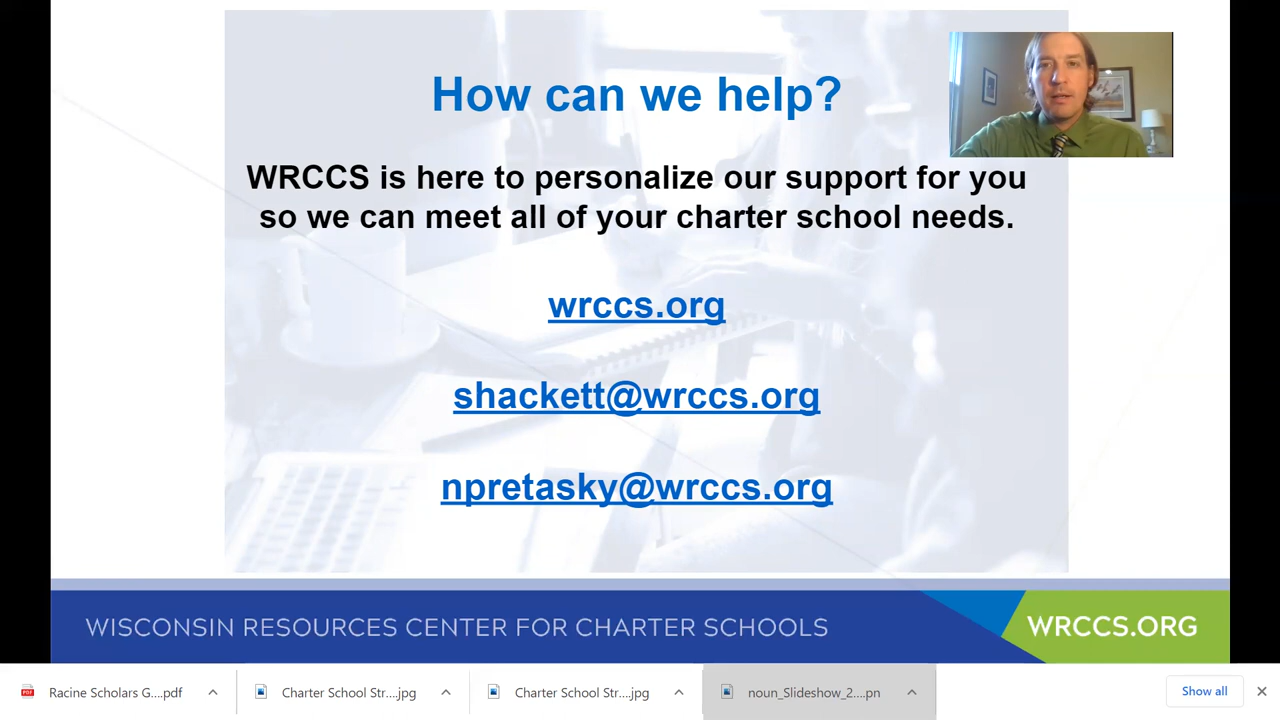 How can we help?
WRCCS is here to personalize our support for you
so we can meet all of your charter school needs.
wrccs.org
shackett@wrccs.org
npretasky@wrccs.org
WISCONSIN RESOURCES CENTER FOR CHARTER SCHOOLS
WRCCS.ORG
Racine Scholars G....pdf
Charter School Str....jpg
Charter School Str....jpg
noun_Slideshow_2....pn
Show all